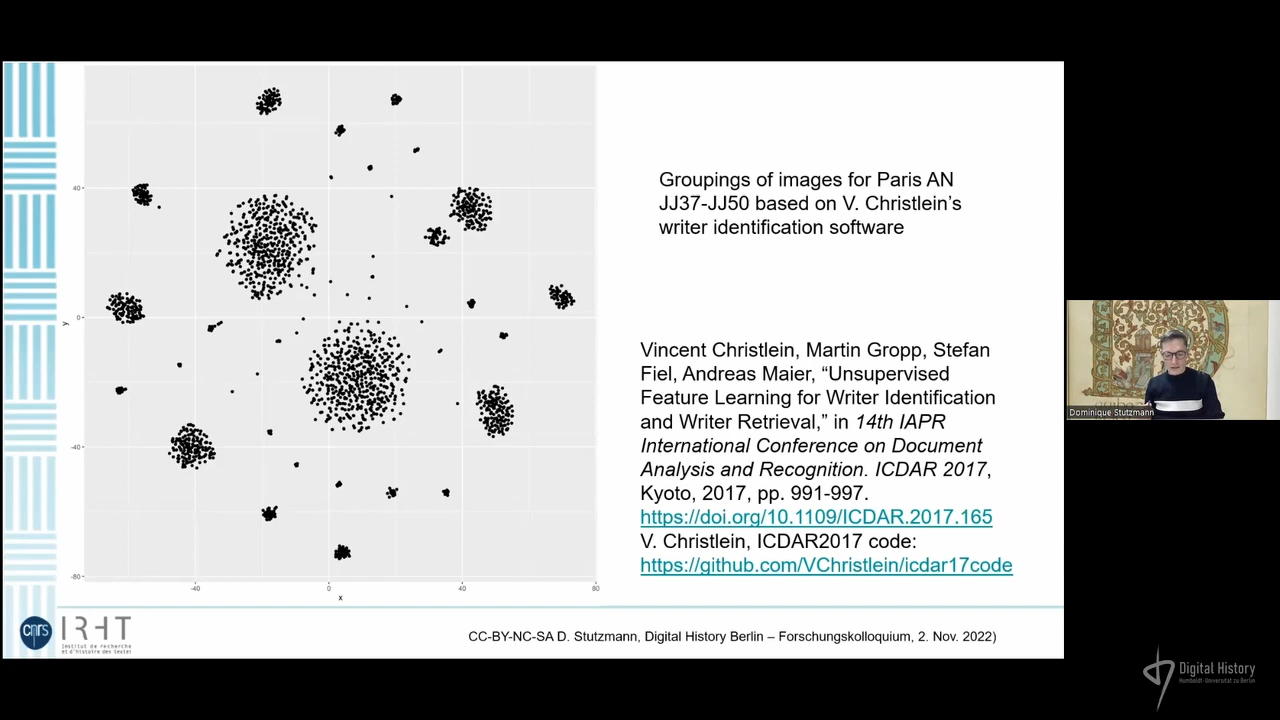 40
0
-40
-80
y
-40
0
40
80
x
Groupings of images for Paris AN
JJ37-JJ50 based on V. Christlein’s
writer identification software
Vincent Christlein, Martin Gropp, Stefan
Fiel, Andreas Maier, “Unsupervised
Feature Learning for Writer Identification
and Writer Retrieval,” in 14th IAPR
International Conference on Document
Analysis and Recognition. ICDAR 2017,
Kyoto, 2017, pp. 991-997.
https://doi.org/10.1109/ICDAR.2017.165
V. Christlein, ICDAR2017 code:
https://github.com/VChristlein/icdar17code
cnrs
IRHT
Institut de recherche
et d'histoire des textes
CC-BY-NC-SA D. Stutzmann, Digital History Berlin – Forschungskolloquium, 2. Nov. 2022)
Dominique Stutzmann
Digital History
Humboldt-Universität zu Berlin